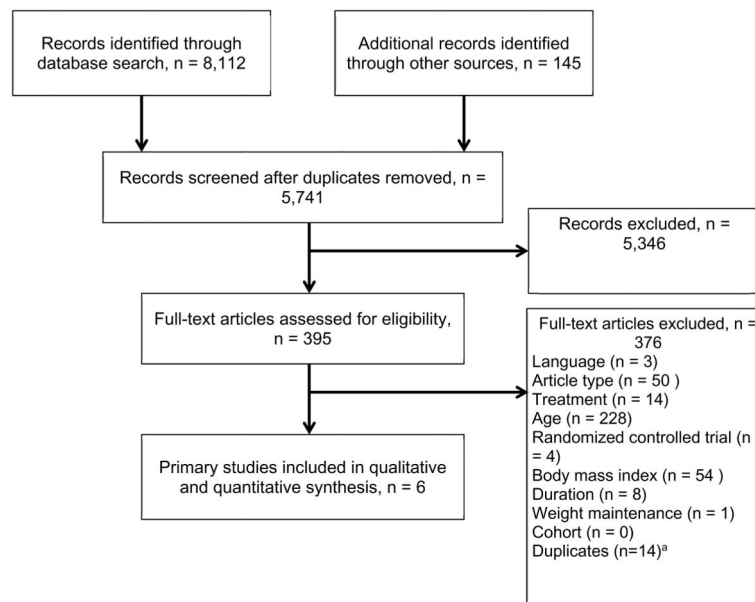 Records identified through
database search, n = 8,112
Additional records identified
through other sources, n = 145
Records screened after duplicates removed, n =
5,741
Records excluded, n =
5,346
Full-text articles assessed for eligibility,
n = 395
Full-text articles excluded, n =
376
Language (n = 3)
Article type (n = 50 )
Treatment (n = 14)
Age (n = 228)
Randomized controlled trial (n
= 4)
Body mass index (n = 54 )
Duration (n = 8)
Weight maintenance (n = 1)
Cohort (n = 0)
Duplicates (n=14)ᵃ
Primary studies included in qualitative
and quantitative synthesis, n = 6